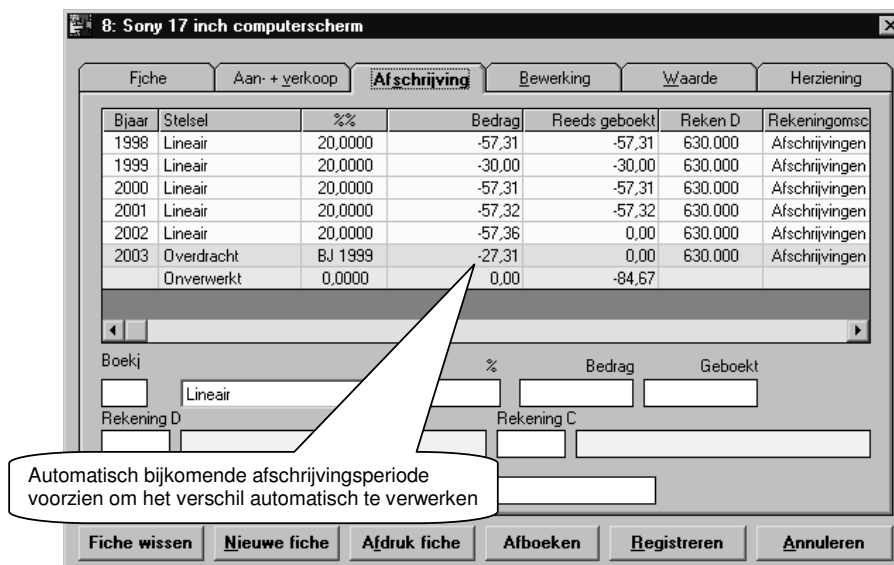 8: Sony 17 inch computerscherm
Fiche Aan- + verkoop Afschrijving Bewerking Waarde Herziening
Bjaar Stelsel %% Bedrag Reeds geboekt Reken D Rekeningomsc
1998 Lineair 20,0000 -57,31 -57,31 630.000 Afschrijvingen
1999 Lineair 20,0000 -30,00 -30,00 630.000 Afschrijvingen
2000 Lineair 20,0000 -57,31 -57,31 630.000 Afschrijvingen
2001 Lineair 20,0000 -57,32 -57,32 630.000 Afschrijvingen
2002 Lineair 20,0000 -57,36 0,00 630.000 Afschrijvingen
2003 Overdracht BJ 1999 -27,31 0,00 630.000 Afschrijvingen
Onverwerkt 0,0000 0,00 -84,67
Boekj % Bedrag Geboekt
Lineair
Rekening D Rekening C
Automatisch bijkomende afschrijvingsperiode
voorzien om het verschil automatisch te verwerken
Fiche wissen Nieuwe fiche Afdruk fiche Afboeken Registreren Annuleren